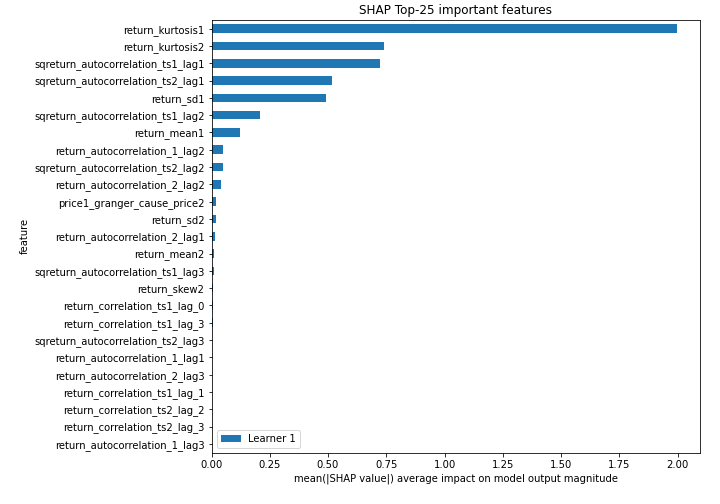 SHAP Top-25 important features
return_kurtosis1
return_kurtosis2
sqreturn_autocorrelation_ts1_lag1
sqreturn_autocorrelation_ts2_lag1
return_sd1
sqreturn_autocorrelation_ts1_lag2
return_mean1
return_autocorrelation_1_lag2
sqreturn_autocorrelation_ts2_lag2
return_autocorrelation_2_lag2
price1_granger_cause_price2
return_sd2
return_autocorrelation_2_lag1
return_mean2
sqreturn_autocorrelation_ts1_lag3
return_skew2
return_correlation_ts1_lag_0
return_correlation_ts1_lag_3
sqreturn_autocorrelation_ts2_lag3
return_autocorrelation_1_lag1
return_autocorrelation_2_lag3
return_correlation_ts1_lag_1
return_correlation_ts2_lag_2
return_correlation_ts2_lag_3
return_autocorrelation_1_lag3
feature
Learner 1
0.00 0.25 0.50 0.75 1.00 1.25 1.50 1.75 2.00
mean(|SHAP value|) average impact on model output magnitude